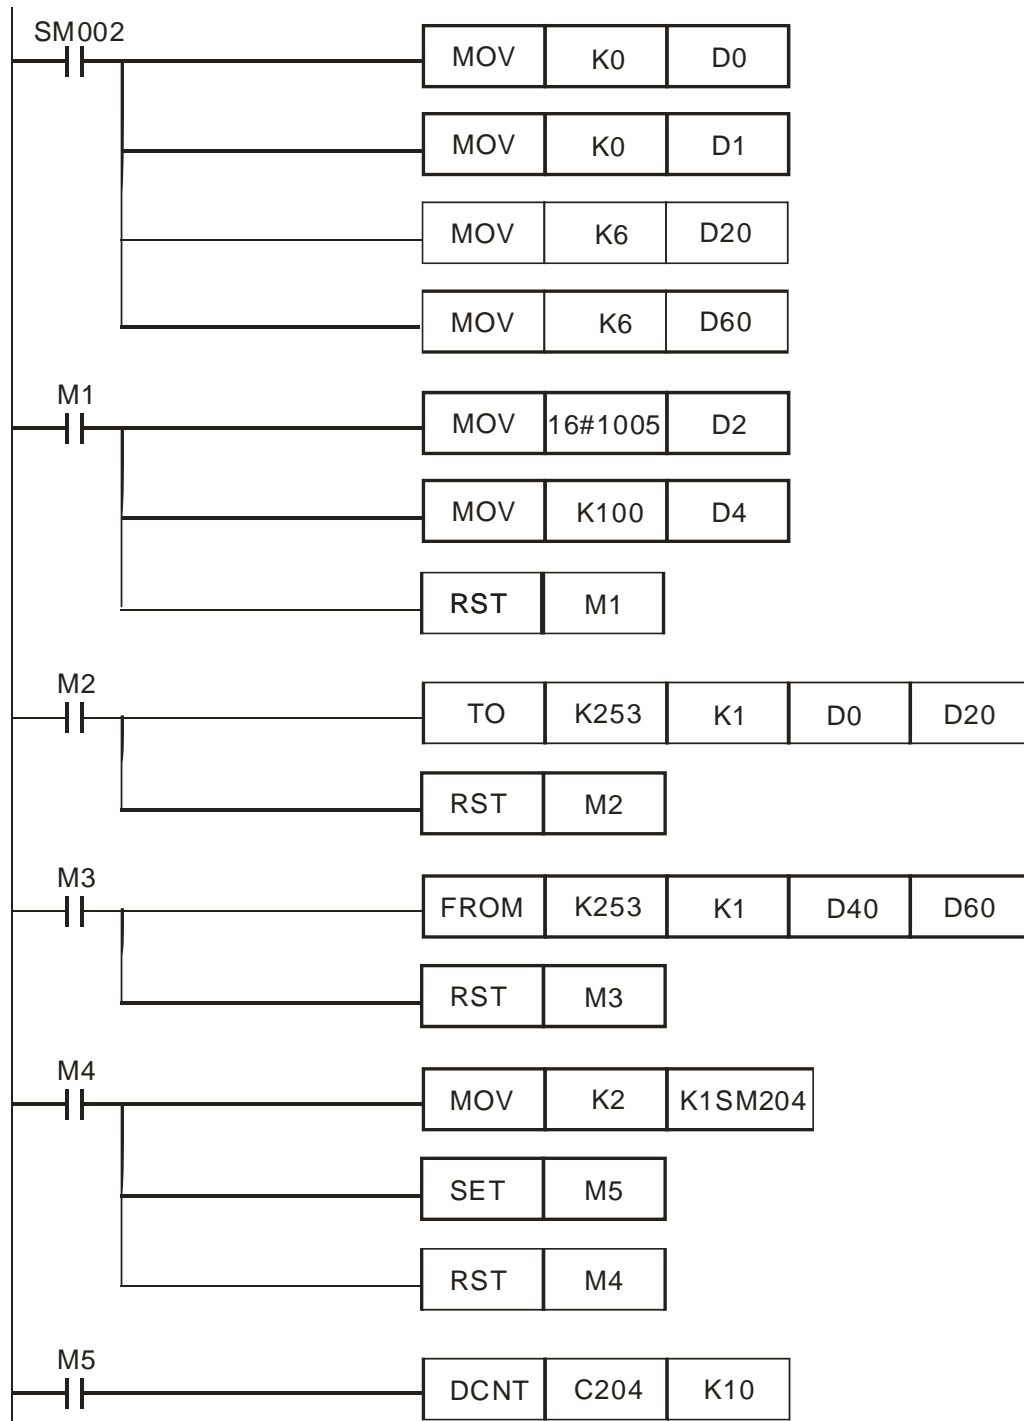 SM002
MOV K0 D0
MOV K0 D1
MOV K6 D20
MOV K6 D60
M1
MOV 16#1005 D2
MOV K100 D4
RST M1
M2
TO K253 K1 D0 D20
RST M2
M3
FROM K253 K1 D40 D60
RST M3
M4
MOV K2 K1SM204
SET M5
RST M4
M5
DCNT C204 K10